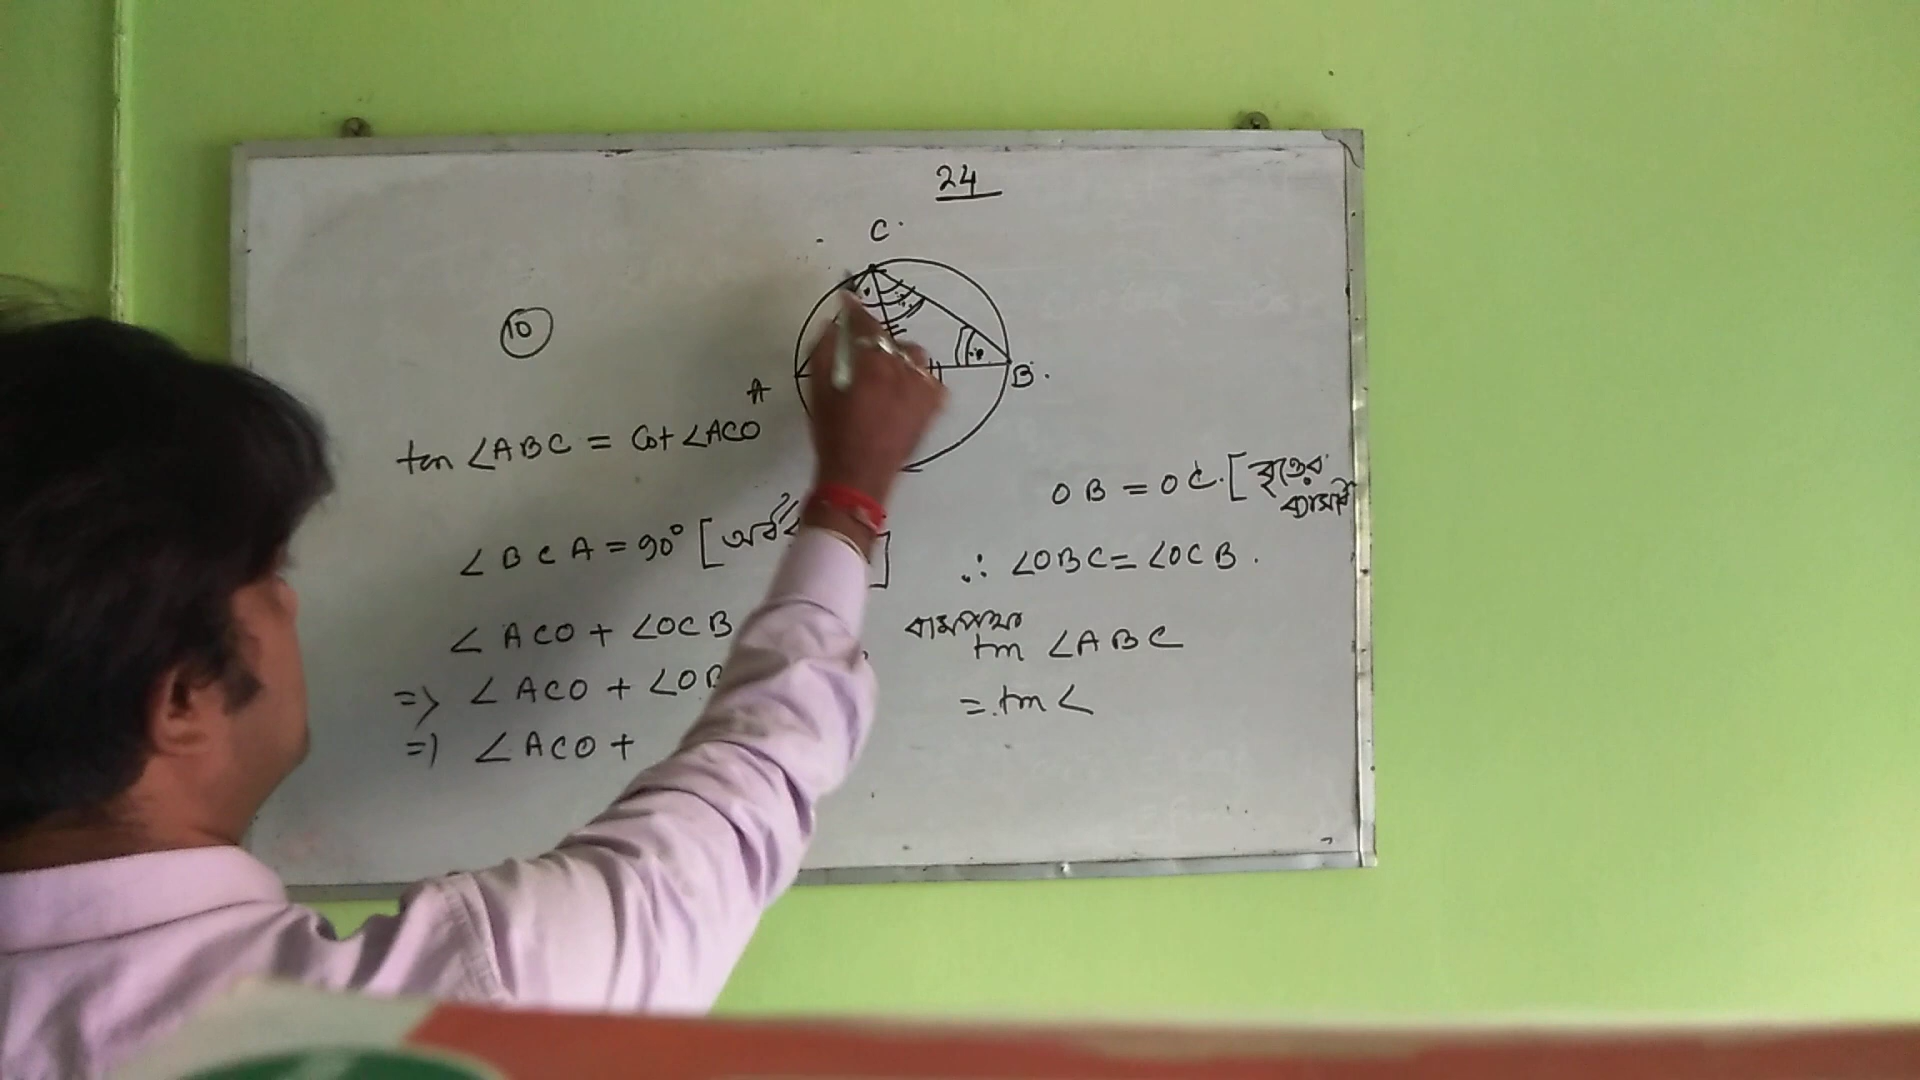 24
C
10
A
B
tan ∠ABC = Cot ∠ACO
∠BCA = 90° [
]
∠ACO + ∠OCB
=> ∠ACO + ∠OB
=> ∠ACO +
OB = OC. [বৃত্তের
ব্যাসার্ধ
∴ ∠OBC = ∠OCB.
বামপক্ষ
tan ∠ABC
= tan ∠